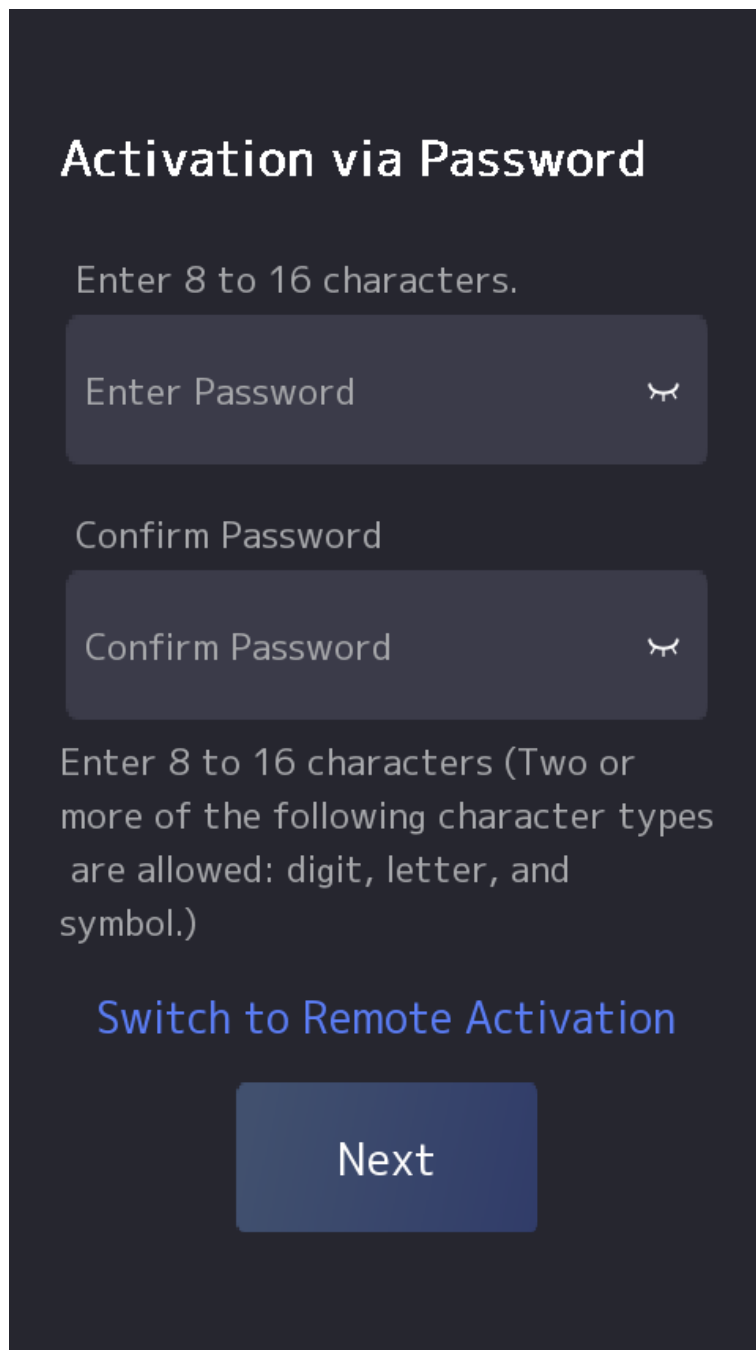 Activation via Password
Enter 8 to 16 characters.
Enter Password
Confirm Password
Confirm Password
Enter 8 to 16 characters (Two or
more of the following character types
are allowed: digit, letter, and
symbol.)
Switch to Remote Activation
Next